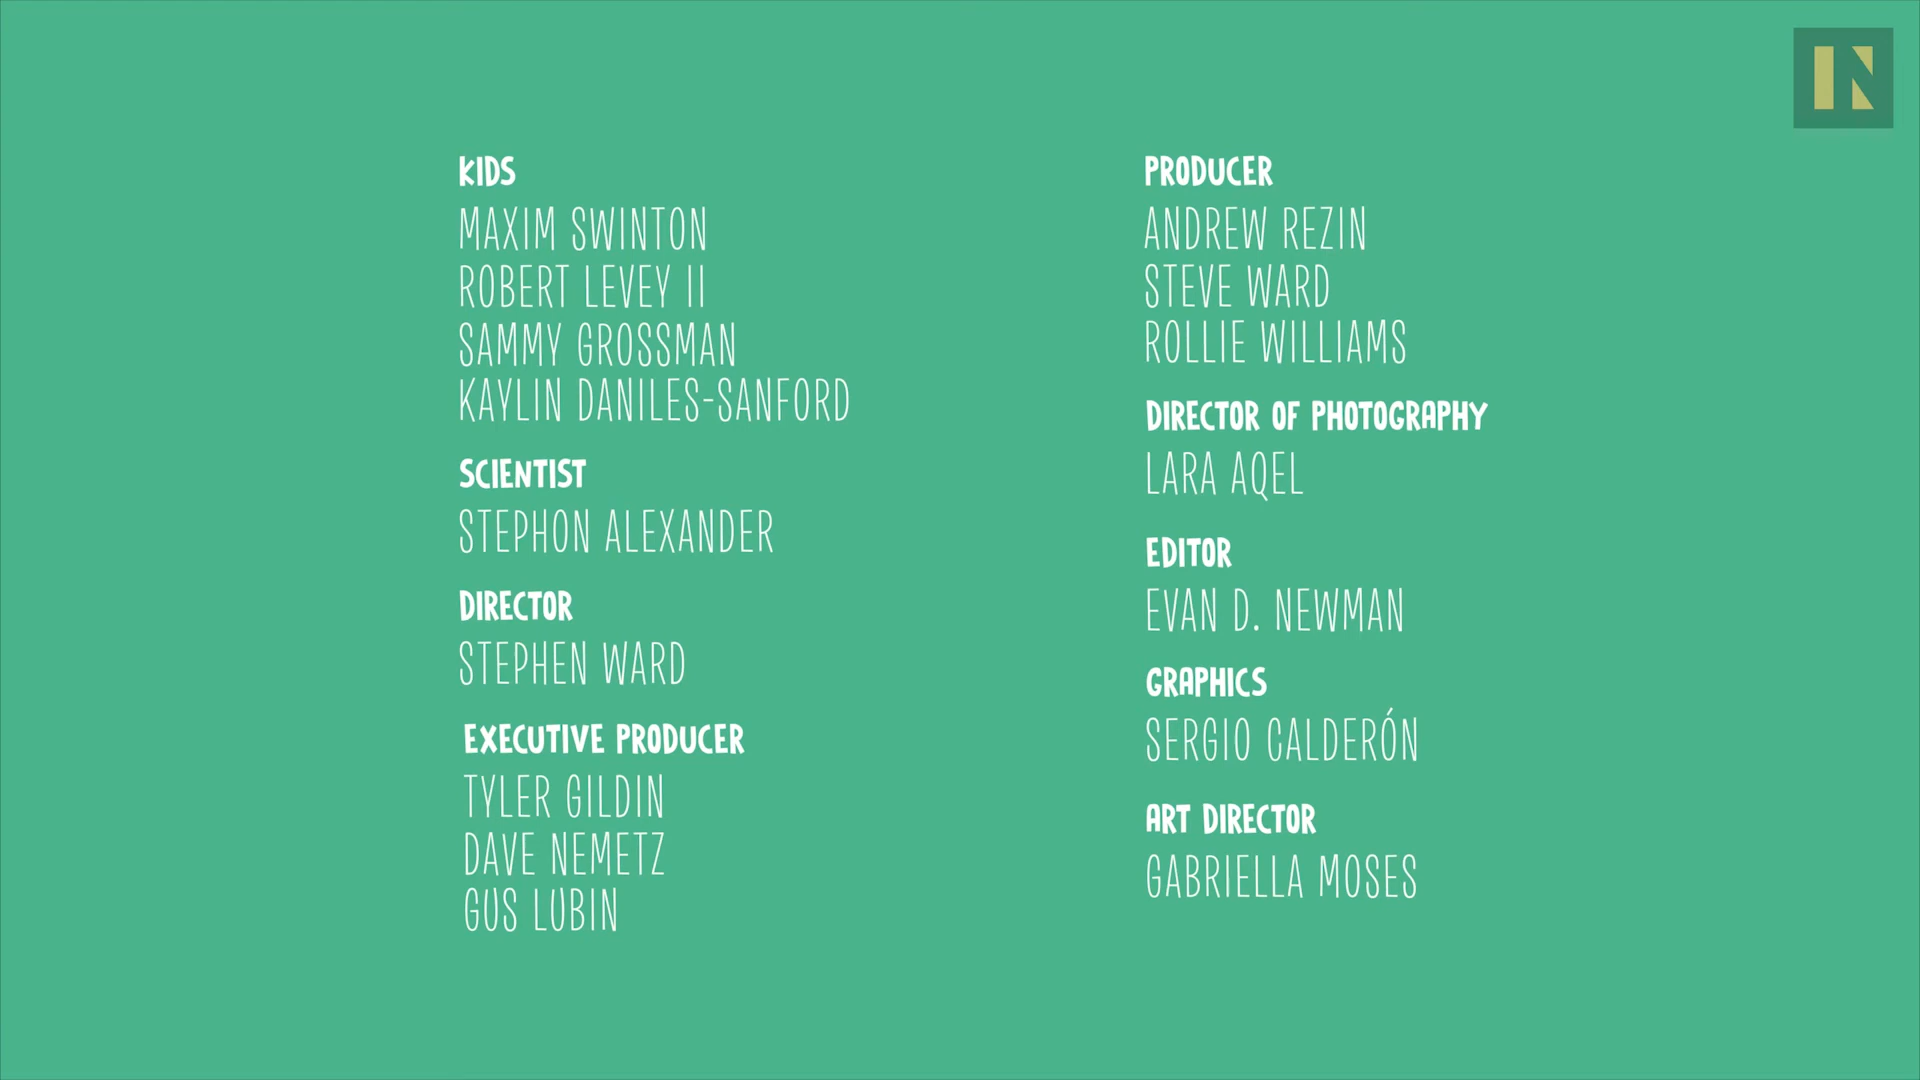 IN
KIDS
MAXIM SWINTON
ROBERT LEVEY II
SAMMY GROSSMAN
KAYLIN DANILES-SANFORD
SCIENTIST
STEPHON ALEXANDER
DIRECTOR
STEPHEN WARD
EXECUTIVE PRODUCER
TYLER GILDIN
DAVE NEMETZ
GUS LUBIN
PRODUCER
ANDREW REZIN
STEVE WARD
ROLLIE WILLIAMS
DIRECTOR OF PHOTOGRAPHY
LARA AQEL
EDITOR
EVAN D. NEWMAN
GRAPHICS
SERGIO CALDERÓN
ART DIRECTOR
GABRIELLA MOSES